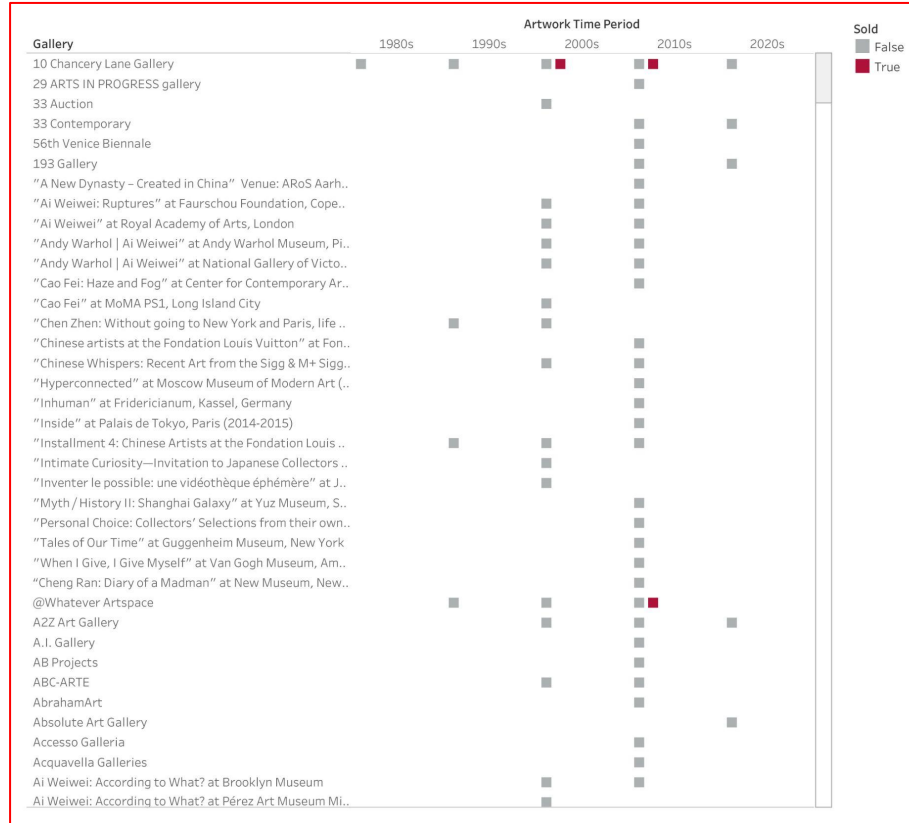 Artwork Time Period
Sold
Gallery 1980s 1990s 2000s 2010s 2020s
False
True
10 Chancery Lane Gallery
29 ARTS IN PROGRESS gallery
33 Auction
33 Contemporary
56th Venice Biennale
193 Gallery
"A New Dynasty – Created in China" Venue: ARoS Aarh..
"Ai Weiwei: Ruptures" at Faurschou Foundation, Cope..
"Ai Weiwei" at Royal Academy of Arts, London
"Andy Warhol | Ai Weiwei" at Andy Warhol Museum, Pi..
"Andy Warhol | Ai Weiwei" at National Gallery of Victo..
"Cao Fei: Haze and Fog" at Center for Contemporary Ar..
"Cao Fei" at MoMA PS1, Long Island City
"Chen Zhen: Without going to New York and Paris, life ..
"Chinese artists at the Fondation Louis Vuitton" at Fon..
"Chinese Whispers: Recent Art from the Sigg & M+ Sigg..
"Hyperconnected" at Moscow Museum of Modern Art (..
"Inhuman" at Fridericianum, Kassel, Germany
"Inside" at Palais de Tokyo, Paris (2014-2015)
"Installment 4: Chinese Artists at the Fondation Louis ..
"Intimate Curiosity—Invitation to Japanese Collectors ..
"Inventer le possible: une vidéothèque éphémère" at J..
"Myth / History II: Shanghai Galaxy" at Yuz Museum, S..
"Personal Choice: Collectors' Selections from their own..
"Tales of Our Time" at Guggenheim Museum, New York
"When I Give, I Give Myself" at Van Gogh Museum, Am..
"Cheng Ran: Diary of a Madman" at New Museum, New..
@Whatever Artspace
A2Z Art Gallery
A.I. Gallery
AB Projects
ABC-ARTE
AbrahamArt
Absolute Art Gallery
Accesso Galleria
Acquavella Galleries
Ai Weiwei: According to What? at Brooklyn Museum
Ai Weiwei: According to What? at Pérez Art Museum Mi..